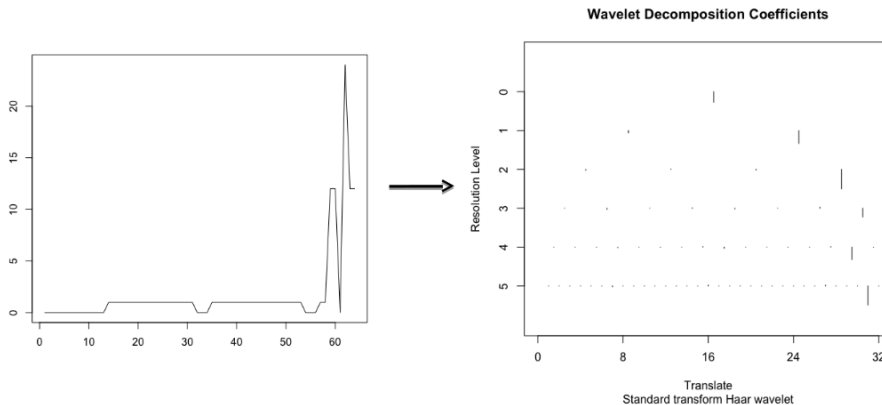 Wavelet Decomposition Coefficients
20
15
10
5
0
0 10 20 30 40 50 60
Resolution Level
0
1
2
3
4
5
0 8 16 24 32
Translate
Standard transform Haar wavelet